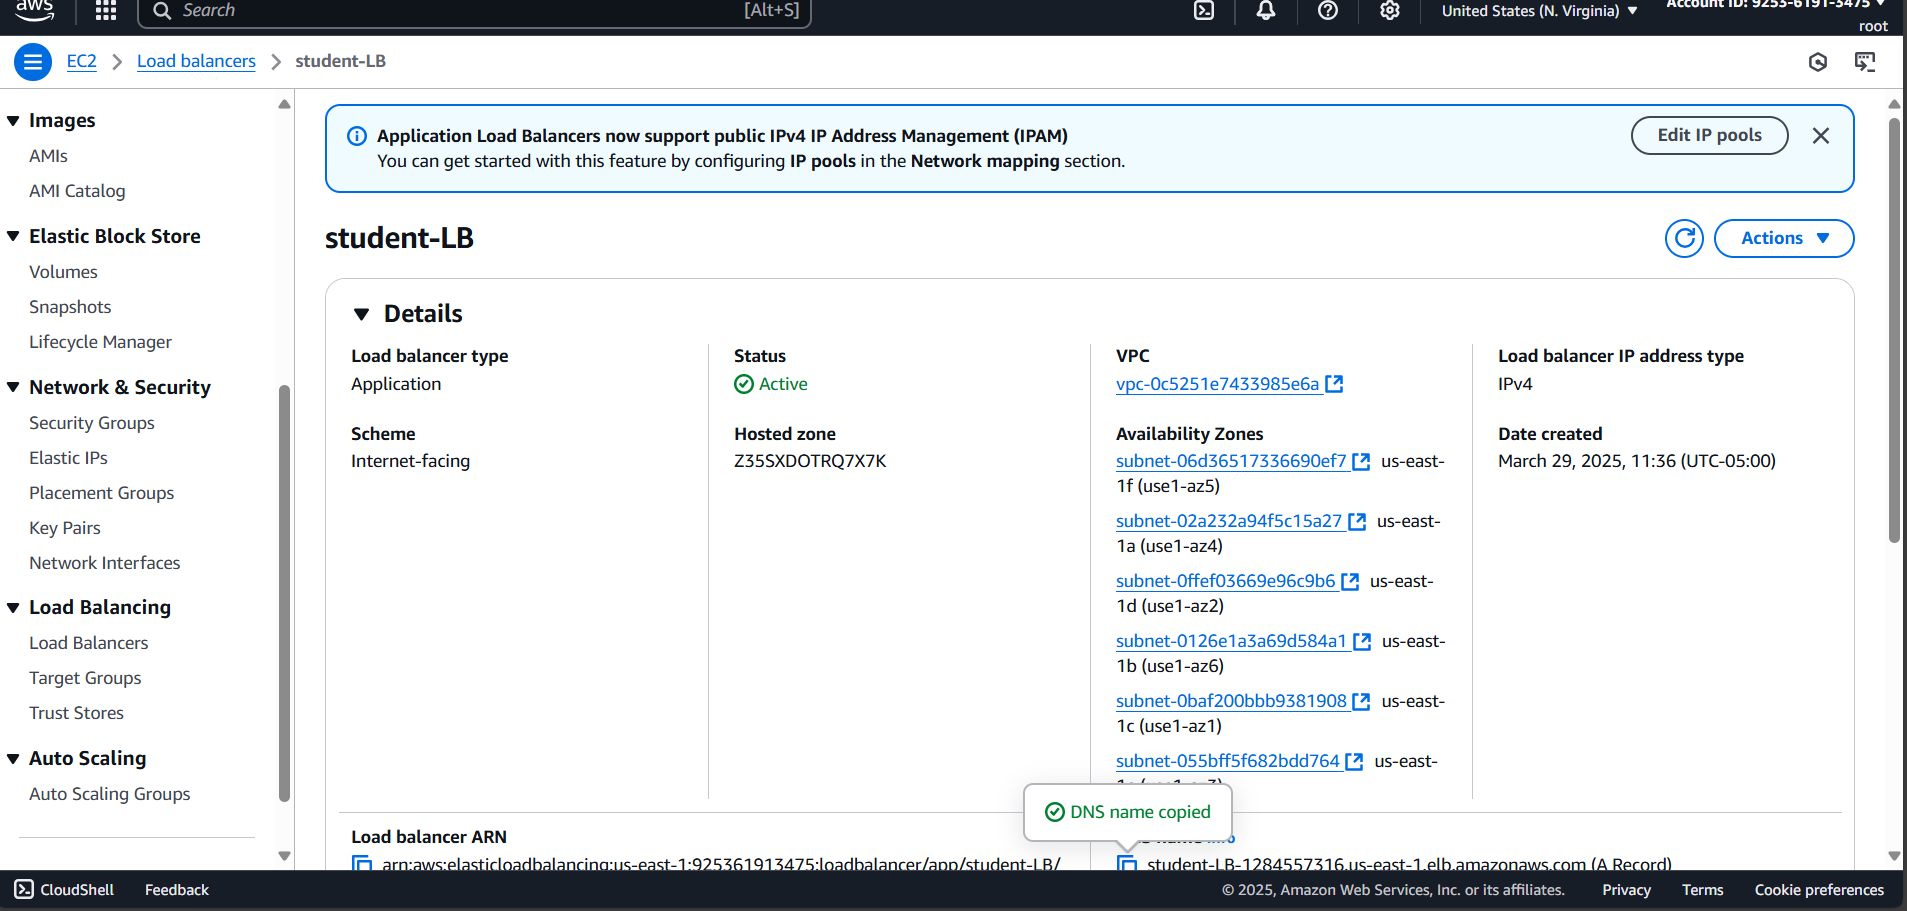 aws
Search
[Alt+S]
United States (N. Virginia)
Account ID: 9253-6191-3475
root
EC2
Load balancers
student-LB
Images
AMIs
AMI Catalog
Elastic Block Store
Volumes
Snapshots
Lifecycle Manager
Network & Security
Security Groups
Elastic IPs
Placement Groups
Key Pairs
Network Interfaces
Load Balancing
Load Balancers
Target Groups
Trust Stores
Auto Scaling
Auto Scaling Groups
Application Load Balancers now support public IPv4 IP Address Management (IPAM)
You can get started with this feature by configuring IP pools in the Network mapping section.
Edit IP pools
student-LB
Actions
Details
Load balancer type
Application
Scheme
Internet-facing
Status
Active
Hosted zone
Z35SXDOTRQ7X7K
VPC
vpc-0c5251e7433985e6a
Availability Zones
subnet-06d36517336690ef7 us-east-
1f (use1-az5)
subnet-02a232a94f5c15a27 us-east-
1a (use1-az4)
subnet-0ffef03669e96c9b6 us-east-
1d (use1-az2)
subnet-0126e1a3a69d584a1 us-east-
1b (use1-az6)
subnet-0baf200bbb9381908 us-east-
1c (use1-az1)
subnet-055bff5f682bdd764 us-east-
Load balancer IP address type
IPv4
Date created
March 29, 2025, 11:36 (UTC-05:00)
DNS name copied
Load balancer ARN
arn:aws:elasticloadbalancing:us-east-1:925361913475:loadbalancer/app/student-LB/
student-LB-1284557316.us-east-1.elb.amazonaws.com (A Record)
CloudShell
Feedback
© 2025, Amazon Web Services, Inc. or its affiliates.
Privacy
Terms
Cookie preferences